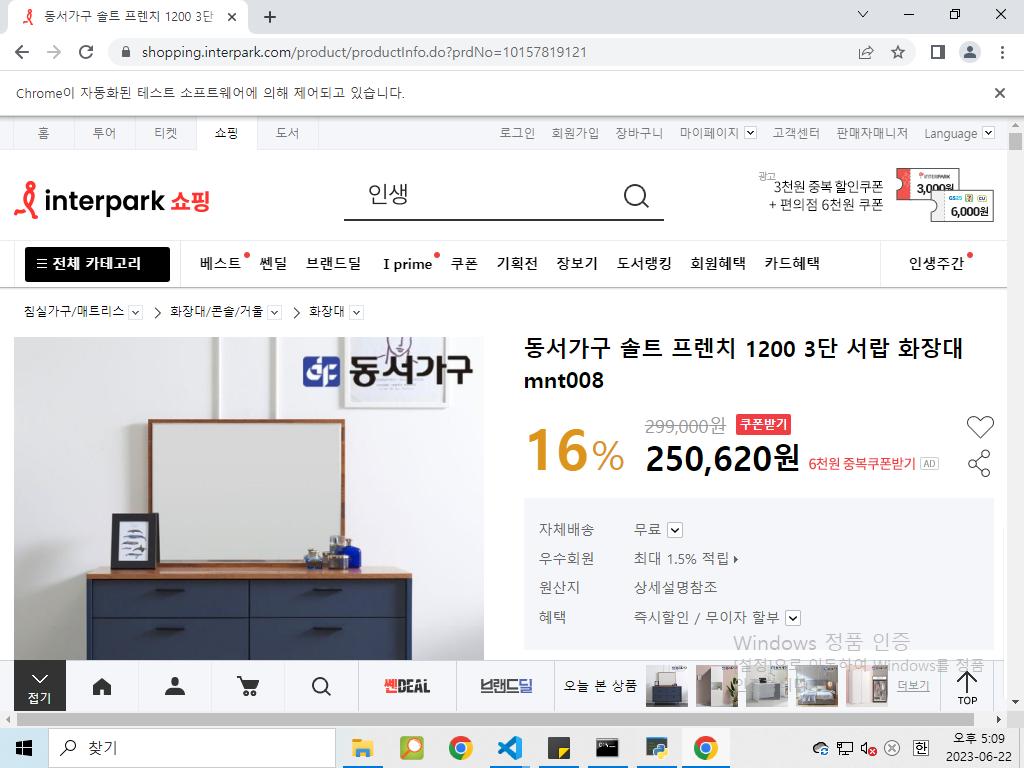 동서가구 솔트 프렌치 1200 3단
shopping.interpark.com/product/productInfo.do?prdNo=10157819121
Chrome이 자동화된 테스트 소프트웨어에 의해 제어되고 있습니다.
홈 투어 티켓 쇼핑 도서 로그인 회원가입 장바구니 마이페이지 고객센터 판매자매니저 Language
광고
interpark 쇼핑 인생 3천원 중복 할인쿠폰
+ 편의점 6천원 쿠폰
INTERPARK
3,000원
GS25 CU
6,000원
전체 카테고리 베스트 쎈딜 브랜드딜 I prime 쿠폰 기획전 장보기 도서랭킹 회원혜택 카드혜택 인생주간
침실가구/매트리스 화장대/콘솔/거울 화장대
동서가구
동서가구 솔트 프렌치 1200 3단 서랍 화장대
mnt008
16% 299,000원 쿠폰받기
250,620원 6천원 중복쿠폰받기 AD
자체배송 무료
우수회원 최대 1.5% 적립
원산지 상세설명참조
혜택 즉시할인 / 무이자 할부
Windows 정품 인증
[설정]으로 이동하여 Windows를 정품
접기 쎈DEAL 브랜드딜 오늘 본 상품 더보기 TOP
찾기
한
오후 5:09
2023-06-22